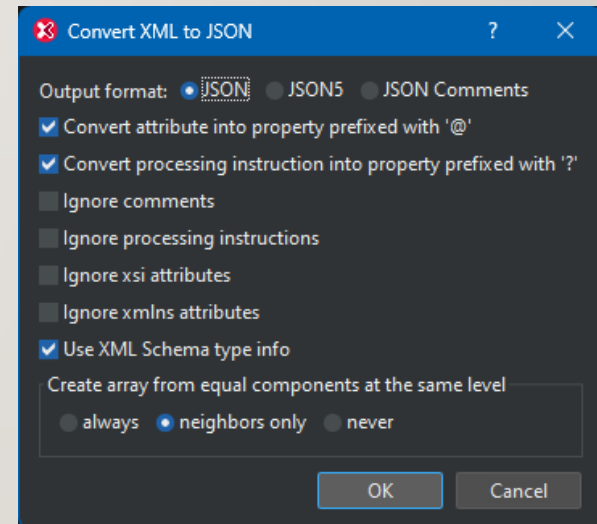 Convert XML to JSON
Output format: JSON JSON5 JSON Comments
Convert attribute into property prefixed with '@'
Convert processing instruction into property prefixed with '?'
Ignore comments
Ignore processing instructions
Ignore xsi attributes
Ignore xmlns attributes
Use XML Schema type info
Create array from equal components at the same level
always neighbors only never
OK Cancel